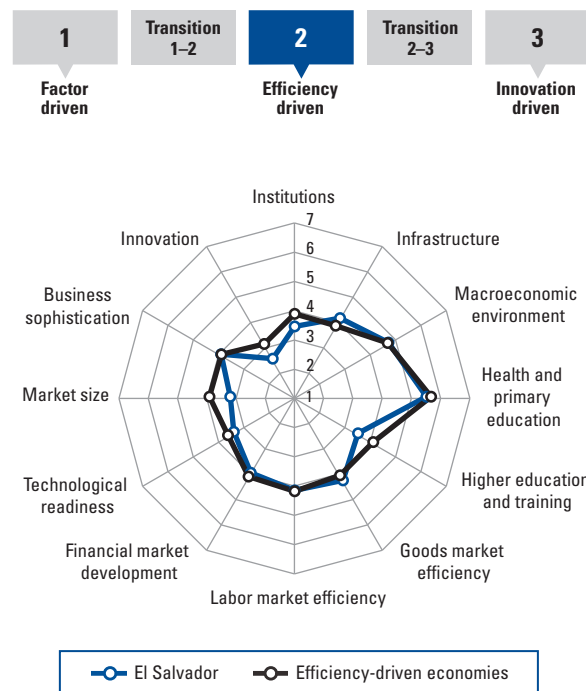 1
Transition
1–2
2
Transition
2–3
3
Factor
driven
Efficiency
driven
Innovation
driven
Institutions
Infrastructure
Macroeconomic
environment
Health and
primary
education
Higher education
and training
Goods market
efficiency
Labor market efficiency
Financial market
development
Technological
readiness
Market size
Business
sophistication
Innovation
7
6
5
4
3
2
1
El Salvador
Efficiency-driven economies